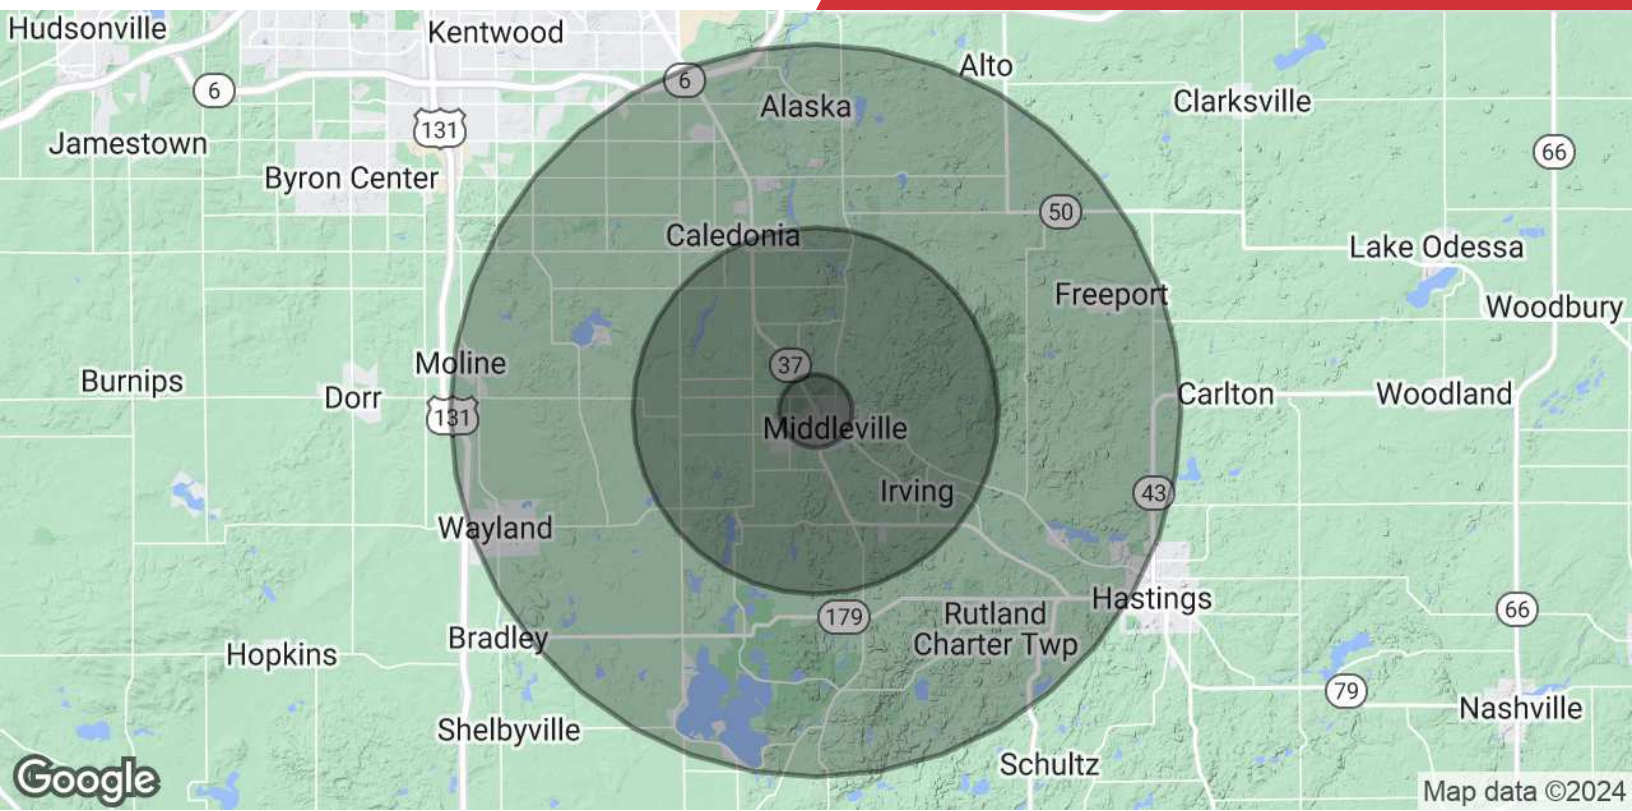 Hudsonville
Kentwood
6
6
Alto
Alaska
Clarksville
131
Jamestown
66
Byron Center
50
Caledonia
Lake Odessa
Freeport
Woodbury
Moline
37
Burnips
Dorr
Carlton
Woodland
131
Middleville
Irving
43
Wayland
Hastings
179
Rutland
Charter Twp
66
Bradley
Hopkins
79
Nashville
Shelbyville
Schultz
Google
Map data ©2024